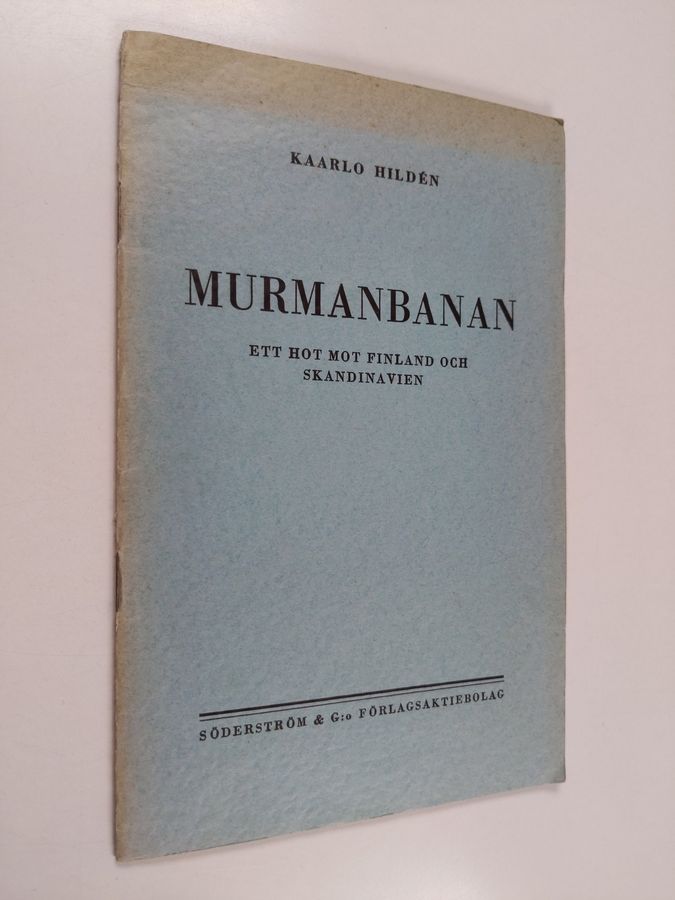 KAARLO HILDÉN
MURMANBANAN
ETT HOT MOT FINLAND OCH
SKANDINAVIEN
SÖDERSTRÖM & C:o FÖRLAGSAKTIEBOLAG